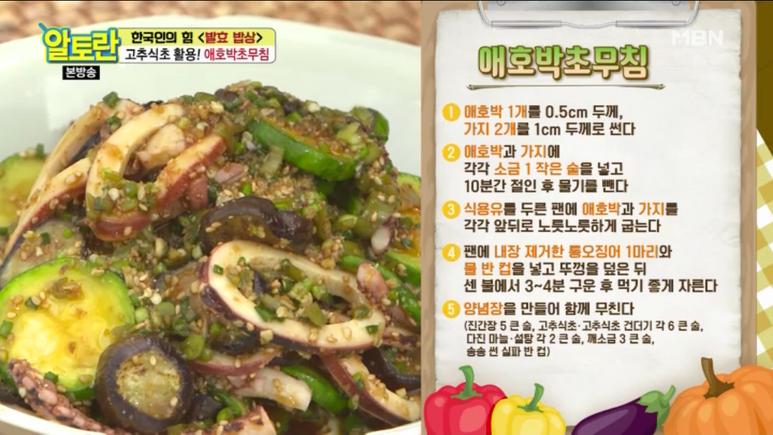 알토란
본방송
한국인의 힘 <발효 밥상>
고추식초 활용! 애호박초무침
MBN
애호박초무침
1 애호박 1개를 0.5cm 두께,
가지 2개를 1cm 두께로 썬다
2 애호박과 가지에
각각 소금 1 작은 술을 넣고
10분간 절인 후 물기를 뺀다
3 식용유를 두른 팬에 애호박과 가지를
각각 앞뒤로 노릇노릇하게 굽는다
4 팬에 내장 제거한 통오징어 1마리와
물 반 컵을 넣고 뚜껑을 덮은 뒤
센 불에서 3~4분 구운 후 먹기 좋게 자른다
5 양념장을 만들어 함께 무친다
(진간장 5 큰 술, 고추식초·고추식초 건더기 각 6 큰 술,
다진 마늘·설탕 각 2 큰 술, 깨소금 3 큰 술,
송송 썬 실파 반 컵)